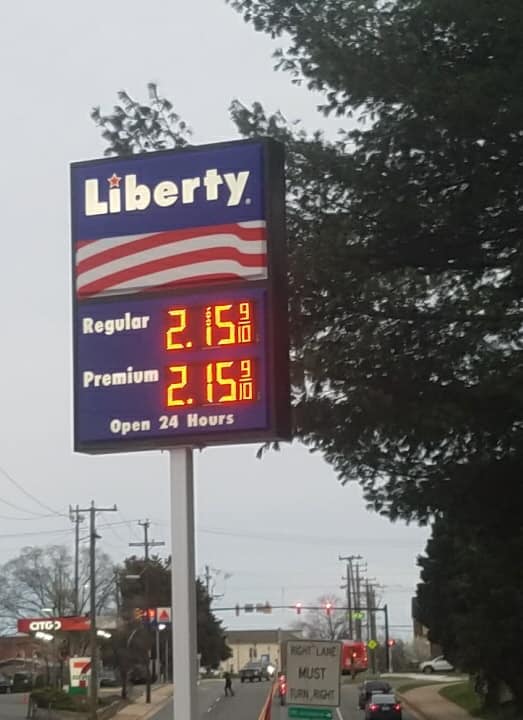 Liberty
Regular 2.15 9/10
Premium 2.15 9/10
Open 24 Hours
CITGO
7
RIGHT LANE
MUST
TURN RIGHT